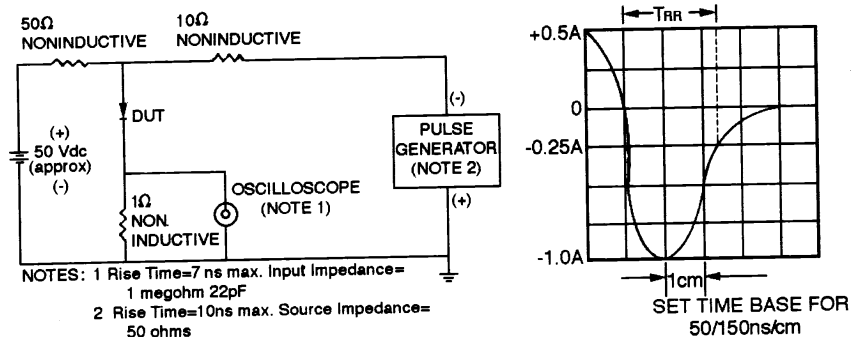 50Ω
NONINDUCTIVE
10Ω
NONINDUCTIVE
DUT
(+)
50 Vdc
(approx)
(-)
1Ω
NON.
INDUCTIVE
OSCILLOSCOPE
(NOTE 1)
(-)
PULSE
GENERATOR
(NOTE 2)
(+)
NOTES: 1 Rise Time=7 ns max. Input Impedance=
1 megohm 22pF
2 Rise Time=10ns max. Source Impedance=
50 ohms
TRR
+0.5A
0
-0.25A
-1.0A
1cm
SET TIME BASE FOR
50/150ns/cm